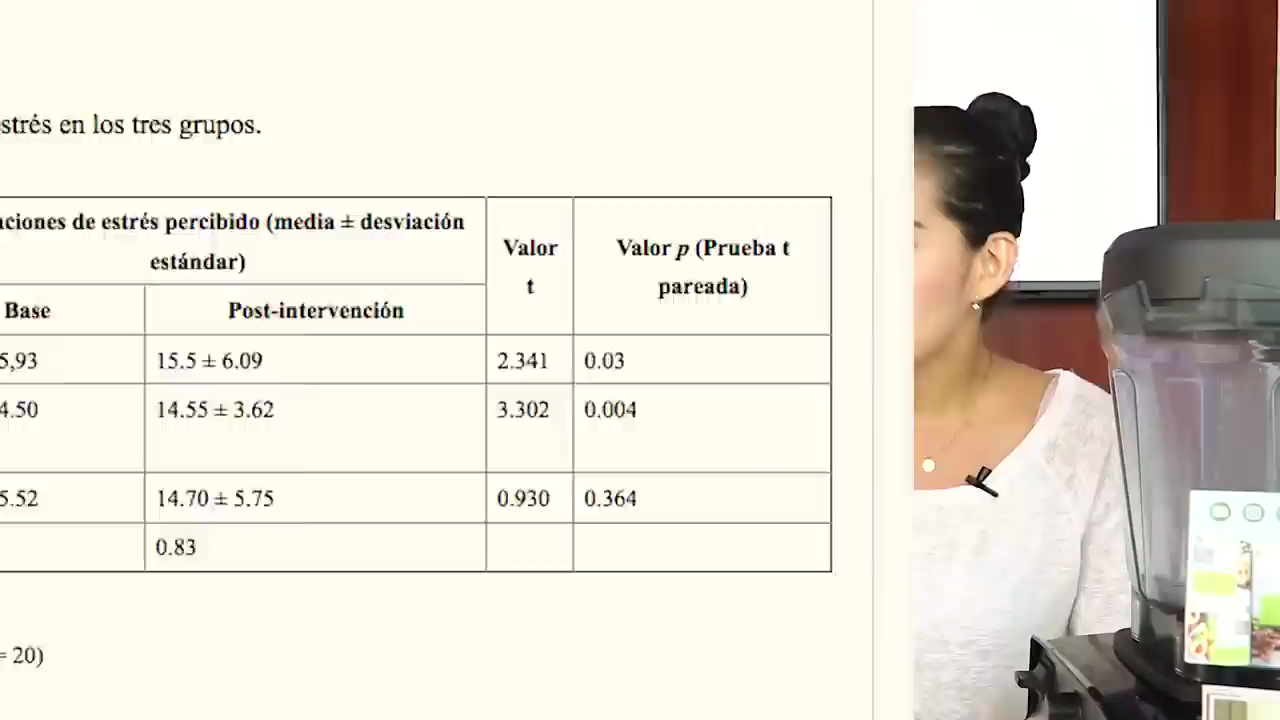 estrés en los tres grupos.
aciones de estrés percibido (media ± desviación
estándar)
Valor
t
Valor p (Prueba t
pareada)
Base
Post-intervención
5,93
15.5 ± 6.09
2.341
0.03
4.50
14.55 ± 3.62
3.302
0.004
5.52
14.70 ± 5.75
0.930
0.364
0.83
= 20)